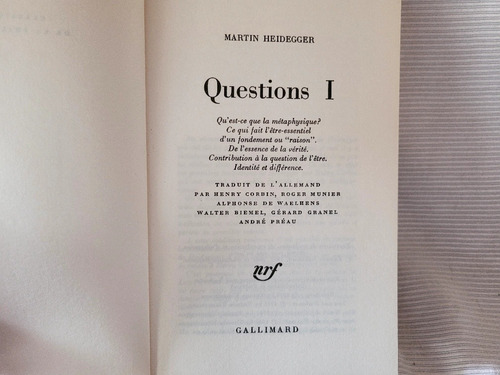 MARTIN HEIDEGGER
Questions I
Qu'est-ce que la métaphysique?
Ce qui fait l'être-essentiel
d'un fondement ou "raison".
De l'essence de la vérité.
Contribution à la question de l'être.
Identité et différence.
TRADUIT DE L'ALLEMAND
PAR HENRY CORBIN, ROGER MUNIER
ALPHONSE DE WAELHENS
WALTER BIEMEL, GÉRARD GRANEL
ANDRÉ PRÉAU
nrf
GALLIMARD